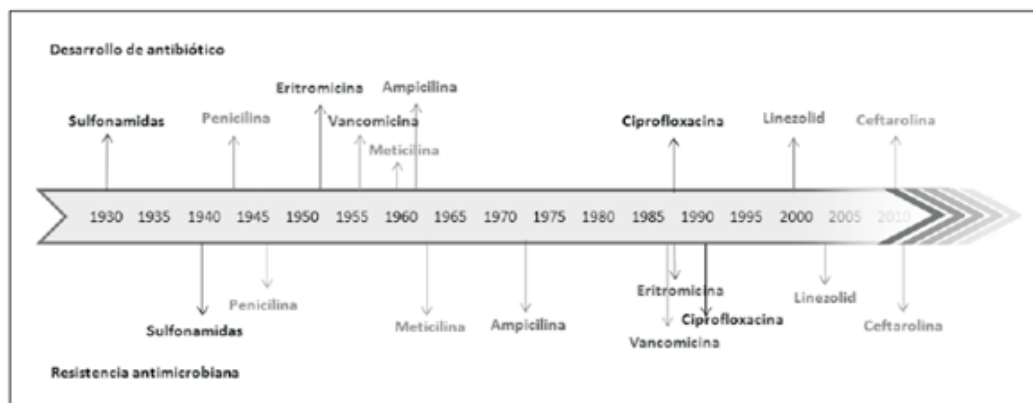 Desarrollo de antibiótico
Eritromicina Ampicilina
Sulfonamidas Penicilina Vancomicina Ciprofloxacina Linezolid Ceftarolina
Meticilina
1930 1935 1940 1945 1950 1955 1960 1965 1970 1975 1980 1985 1990 1995 2000 2005 2010
Penicilina Eritromicina Linezolid
Sulfonamidas Meticilina Ampicilina Ciprofloxacina Ceftarolina
Vancomicina
Resistencia antimicrobiana